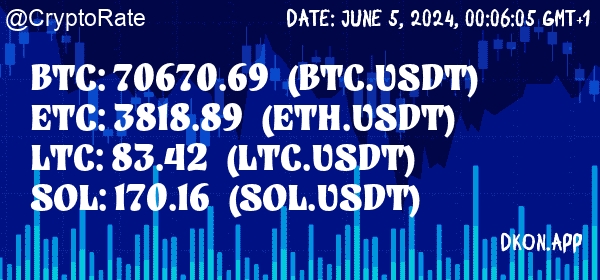 @CryptoRate
DATE: JUNE 5, 2024, 00:06:05 GMT+1
BTC: 70670.69 (BTC.USDT)
ETC: 3818.89 (ETH.USDT)
LTC: 83.42 (LTC.USDT)
SOL: 170.16 (SOL.USDT)
DKON.APP